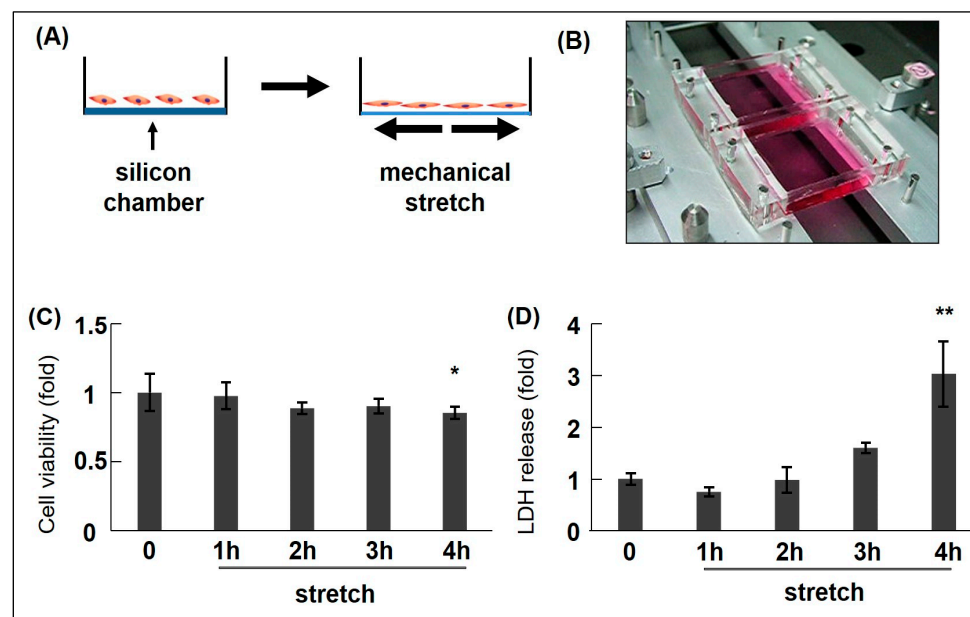 (A)
silicon
chamber
mechanical
stretch
(B)
(C)
Cell viability (fold)
1.5
1
0.5
0
*
0
1h
2h
3h
4h
stretch
(D)
LDH release (fold)
4
3
2
1
0
**
0
1h
2h
3h
4h
stretch